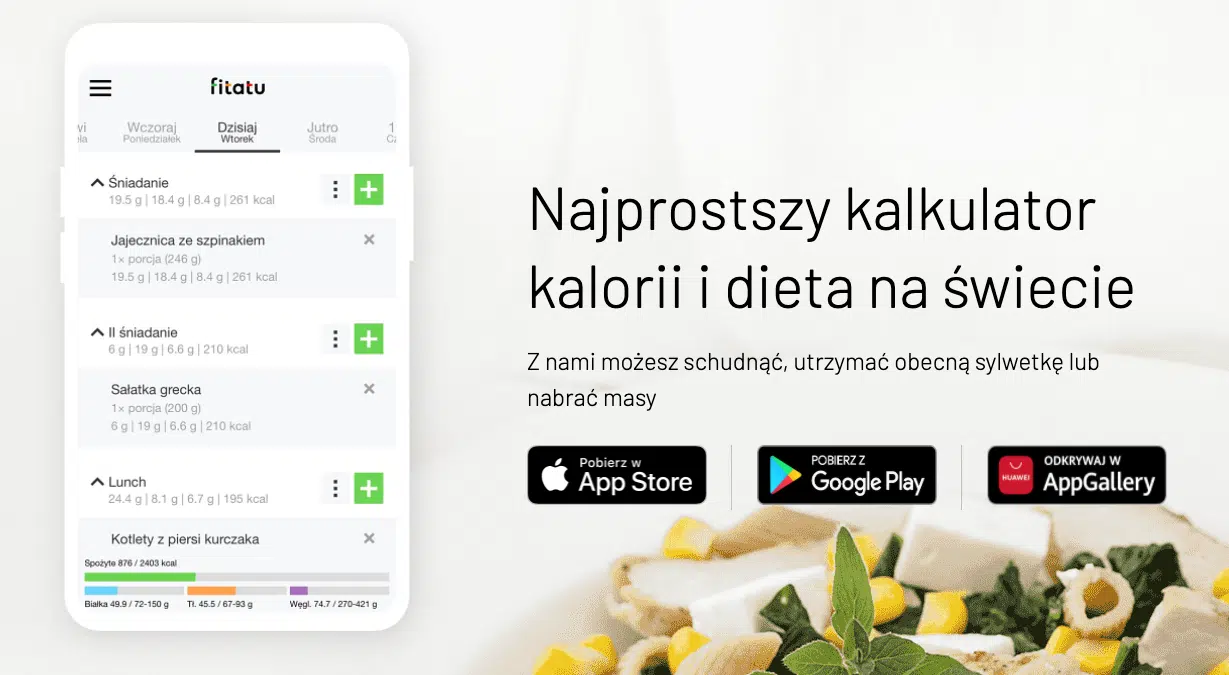 fitatu
Wczoraj
Poniedziałek
Dzisiaj
Wtorek
Jutro
Środa
Śniadanie
19.5 g | 18.4 g | 8.4 g | 261 kcal
Jajecznica ze szpinakiem
1× porcja (246 g)
19.5 g | 18.4 g | 8.4 g | 261 kcal
II śniadanie
6 g | 19 g | 6.6 g | 210 kcal
Sałatka grecka
1× porcja (200 g)
6 g | 19 g | 6.6 g | 210 kcal
Lunch
24.4 g | 8.1 g | 6.7 g | 195 kcal
Kotlety z piersi kurczaka
Spożyte 876 / 2403 kcal
Białka 49.9 / 72-150 g
Tł. 45.5 / 67-93 g
Węgl. 74.7 / 270-421 g
Najprostszy kalkulator
kalorii i dieta na świecie
Z nami możesz schudnąć, utrzymać obecną sylwetkę lub
nabrać masy
Pobierz w
App Store
POBIERZ Z
Google Play
HUAWEI
ODKRYWAJ W
AppGallery